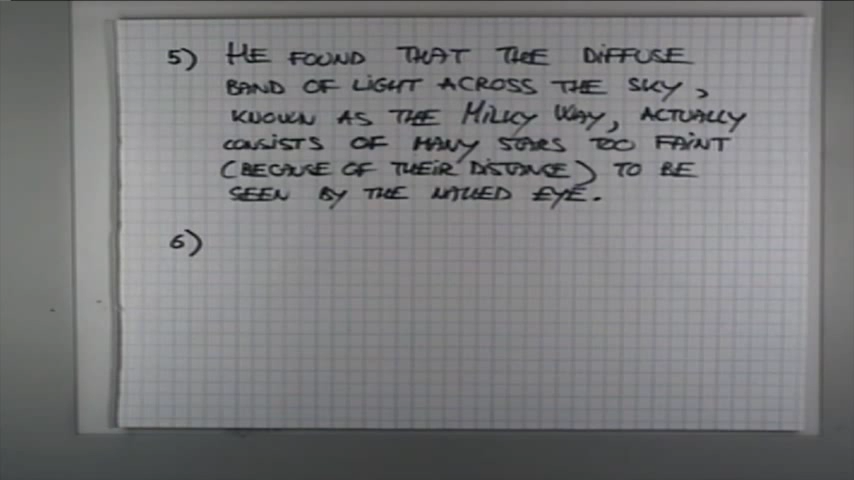 5) HE FOUND THAT THE DIFFUSE
BAND OF LIGHT ACROSS THE SKY,
KNOWN AS THE MILKY WAY, ACTUALLY
CONSISTS OF MANY STARS TOO FAINT
(BECAUSE OF THEIR DISTANCE) TO BE
SEEN BY THE NAKED EYE.
6)